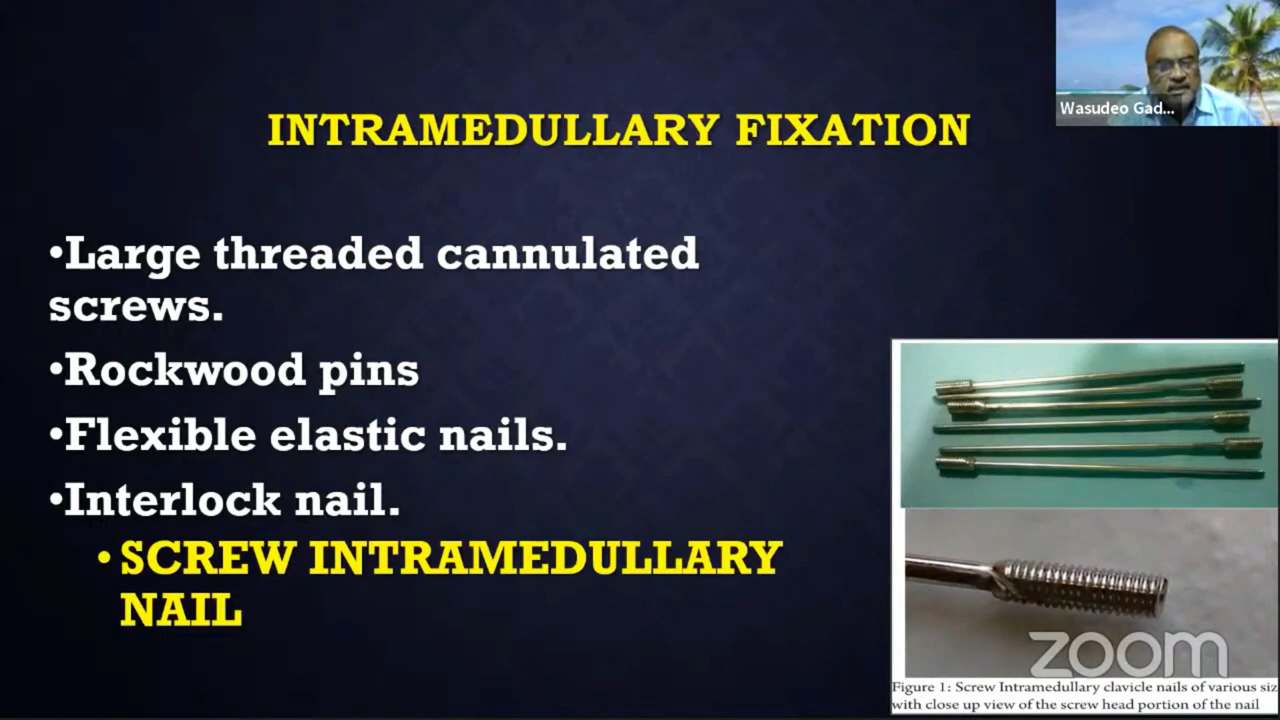 Wasudeo Gad...
INTRAMEDULLARY FIXATION
•Large threaded cannulated
screws.
•Rockwood pins
•Flexible elastic nails.
•Interlock nail.
•SCREW INTRAMEDULLARY
NAIL
zoom
Figure 1: Screw Intramedullary clavicle nails of various siz
with close up view of the screw head portion of the nail